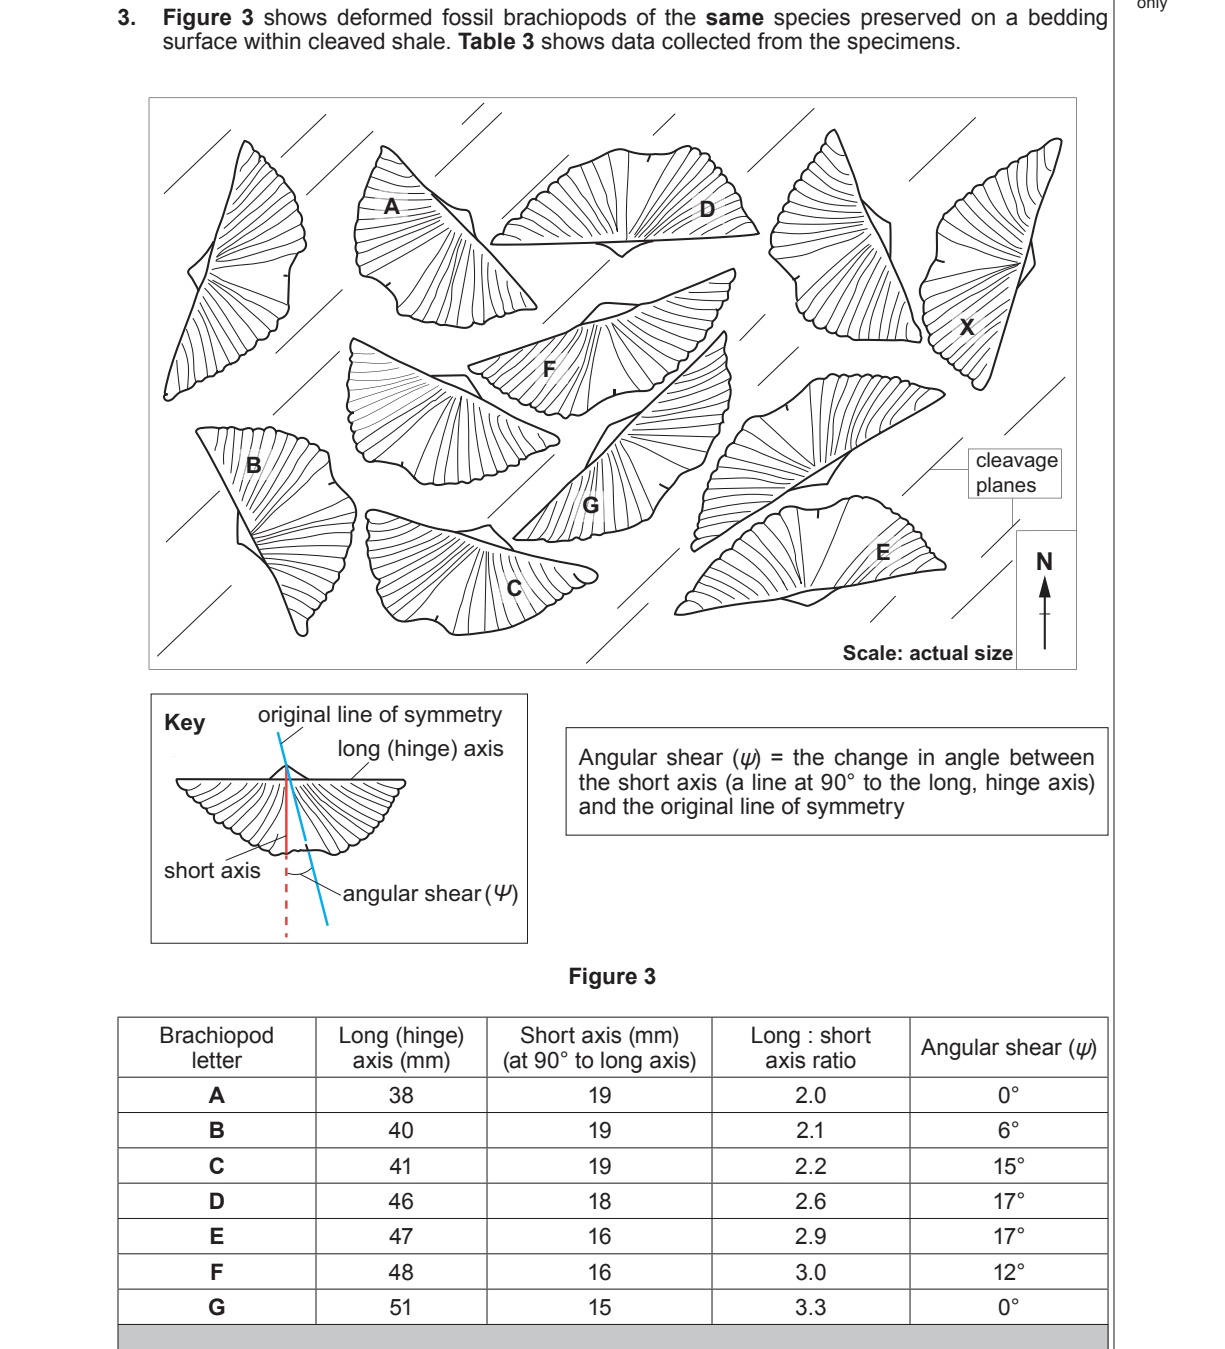 only
3. Figure 3 shows deformed fossil brachiopods of the same species preserved on a bedding
surface within cleaved shale. Table 3 shows data collected from the specimens.
A
D
X
F
B
G
cleavage
planes
C
E
N
Scale: actual size
Key
original line of symmetry
long (hinge) axis
short axis
angular shear (Ψ)
Angular shear (ψ) = the change in angle between
the short axis (a line at 90° to the long, hinge axis)
and the original line of symmetry
Figure 3
Brachiopod letter Long (hinge) axis (mm) Short axis (mm) (at 90° to long axis) Long : short axis ratio Angular shear (ψ)
A 38 19 2.0 0°
B 40 19 2.1 6°
C 41 19 2.2 15°
D 46 18 2.6 17°
E 47 16 2.9 17°
F 48 16 3.0 12°
G 51 15 3.3 0°